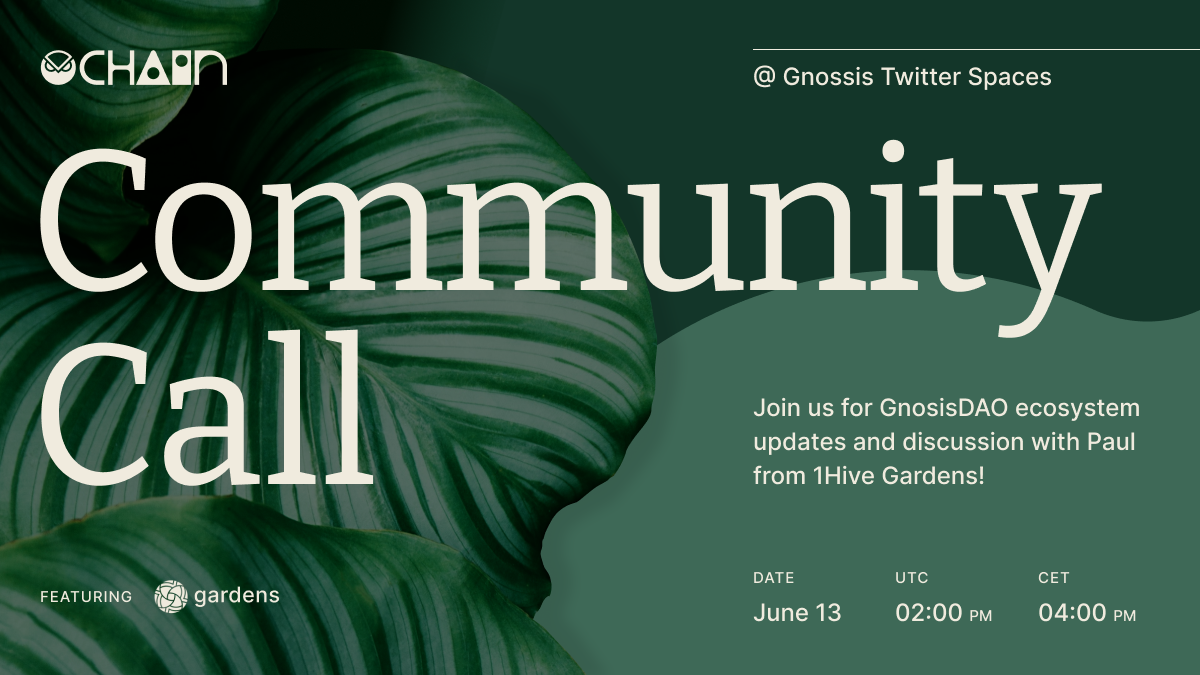 CHAIN
@ Gnossis Twitter Spaces
Community
Call
Join us for GnosisDAO ecosystem
updates and discussion with Paul
from 1Hive Gardens!
FEATURING gardens
DATE UTC CET
June 13 02:00 PM 04:00 PM